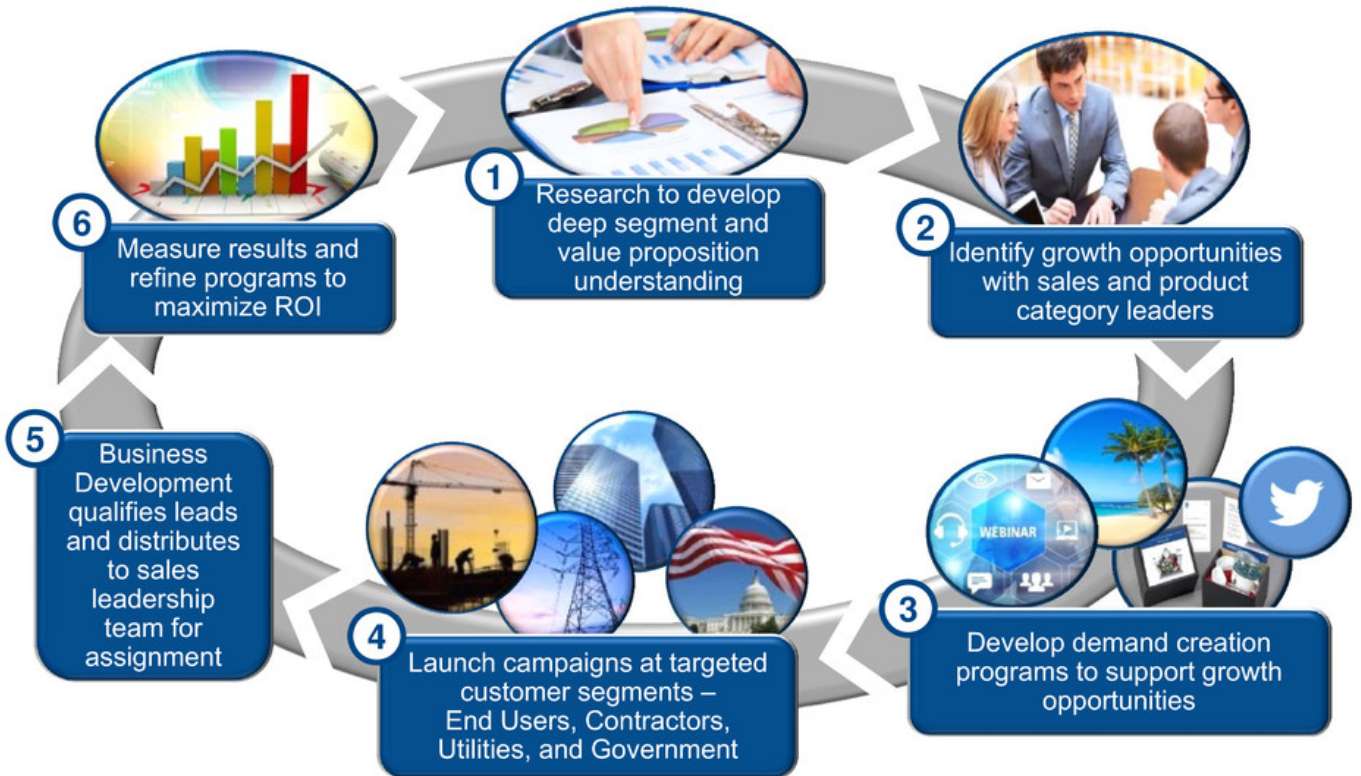 1
Research to develop
deep segment and
value proposition
understanding
2
Identify growth opportunities
with sales and product
category leaders
WEBINAR
3
Develop demand creation
programs to support growth
opportunities
4
Launch campaigns at targeted
customer segments –
End Users, Contractors,
Utilities, and Government
5
Business
Development
qualifies leads
and distributes
to sales
leadership
team for
assignment
6
Measure results and
refine programs to
maximize ROI